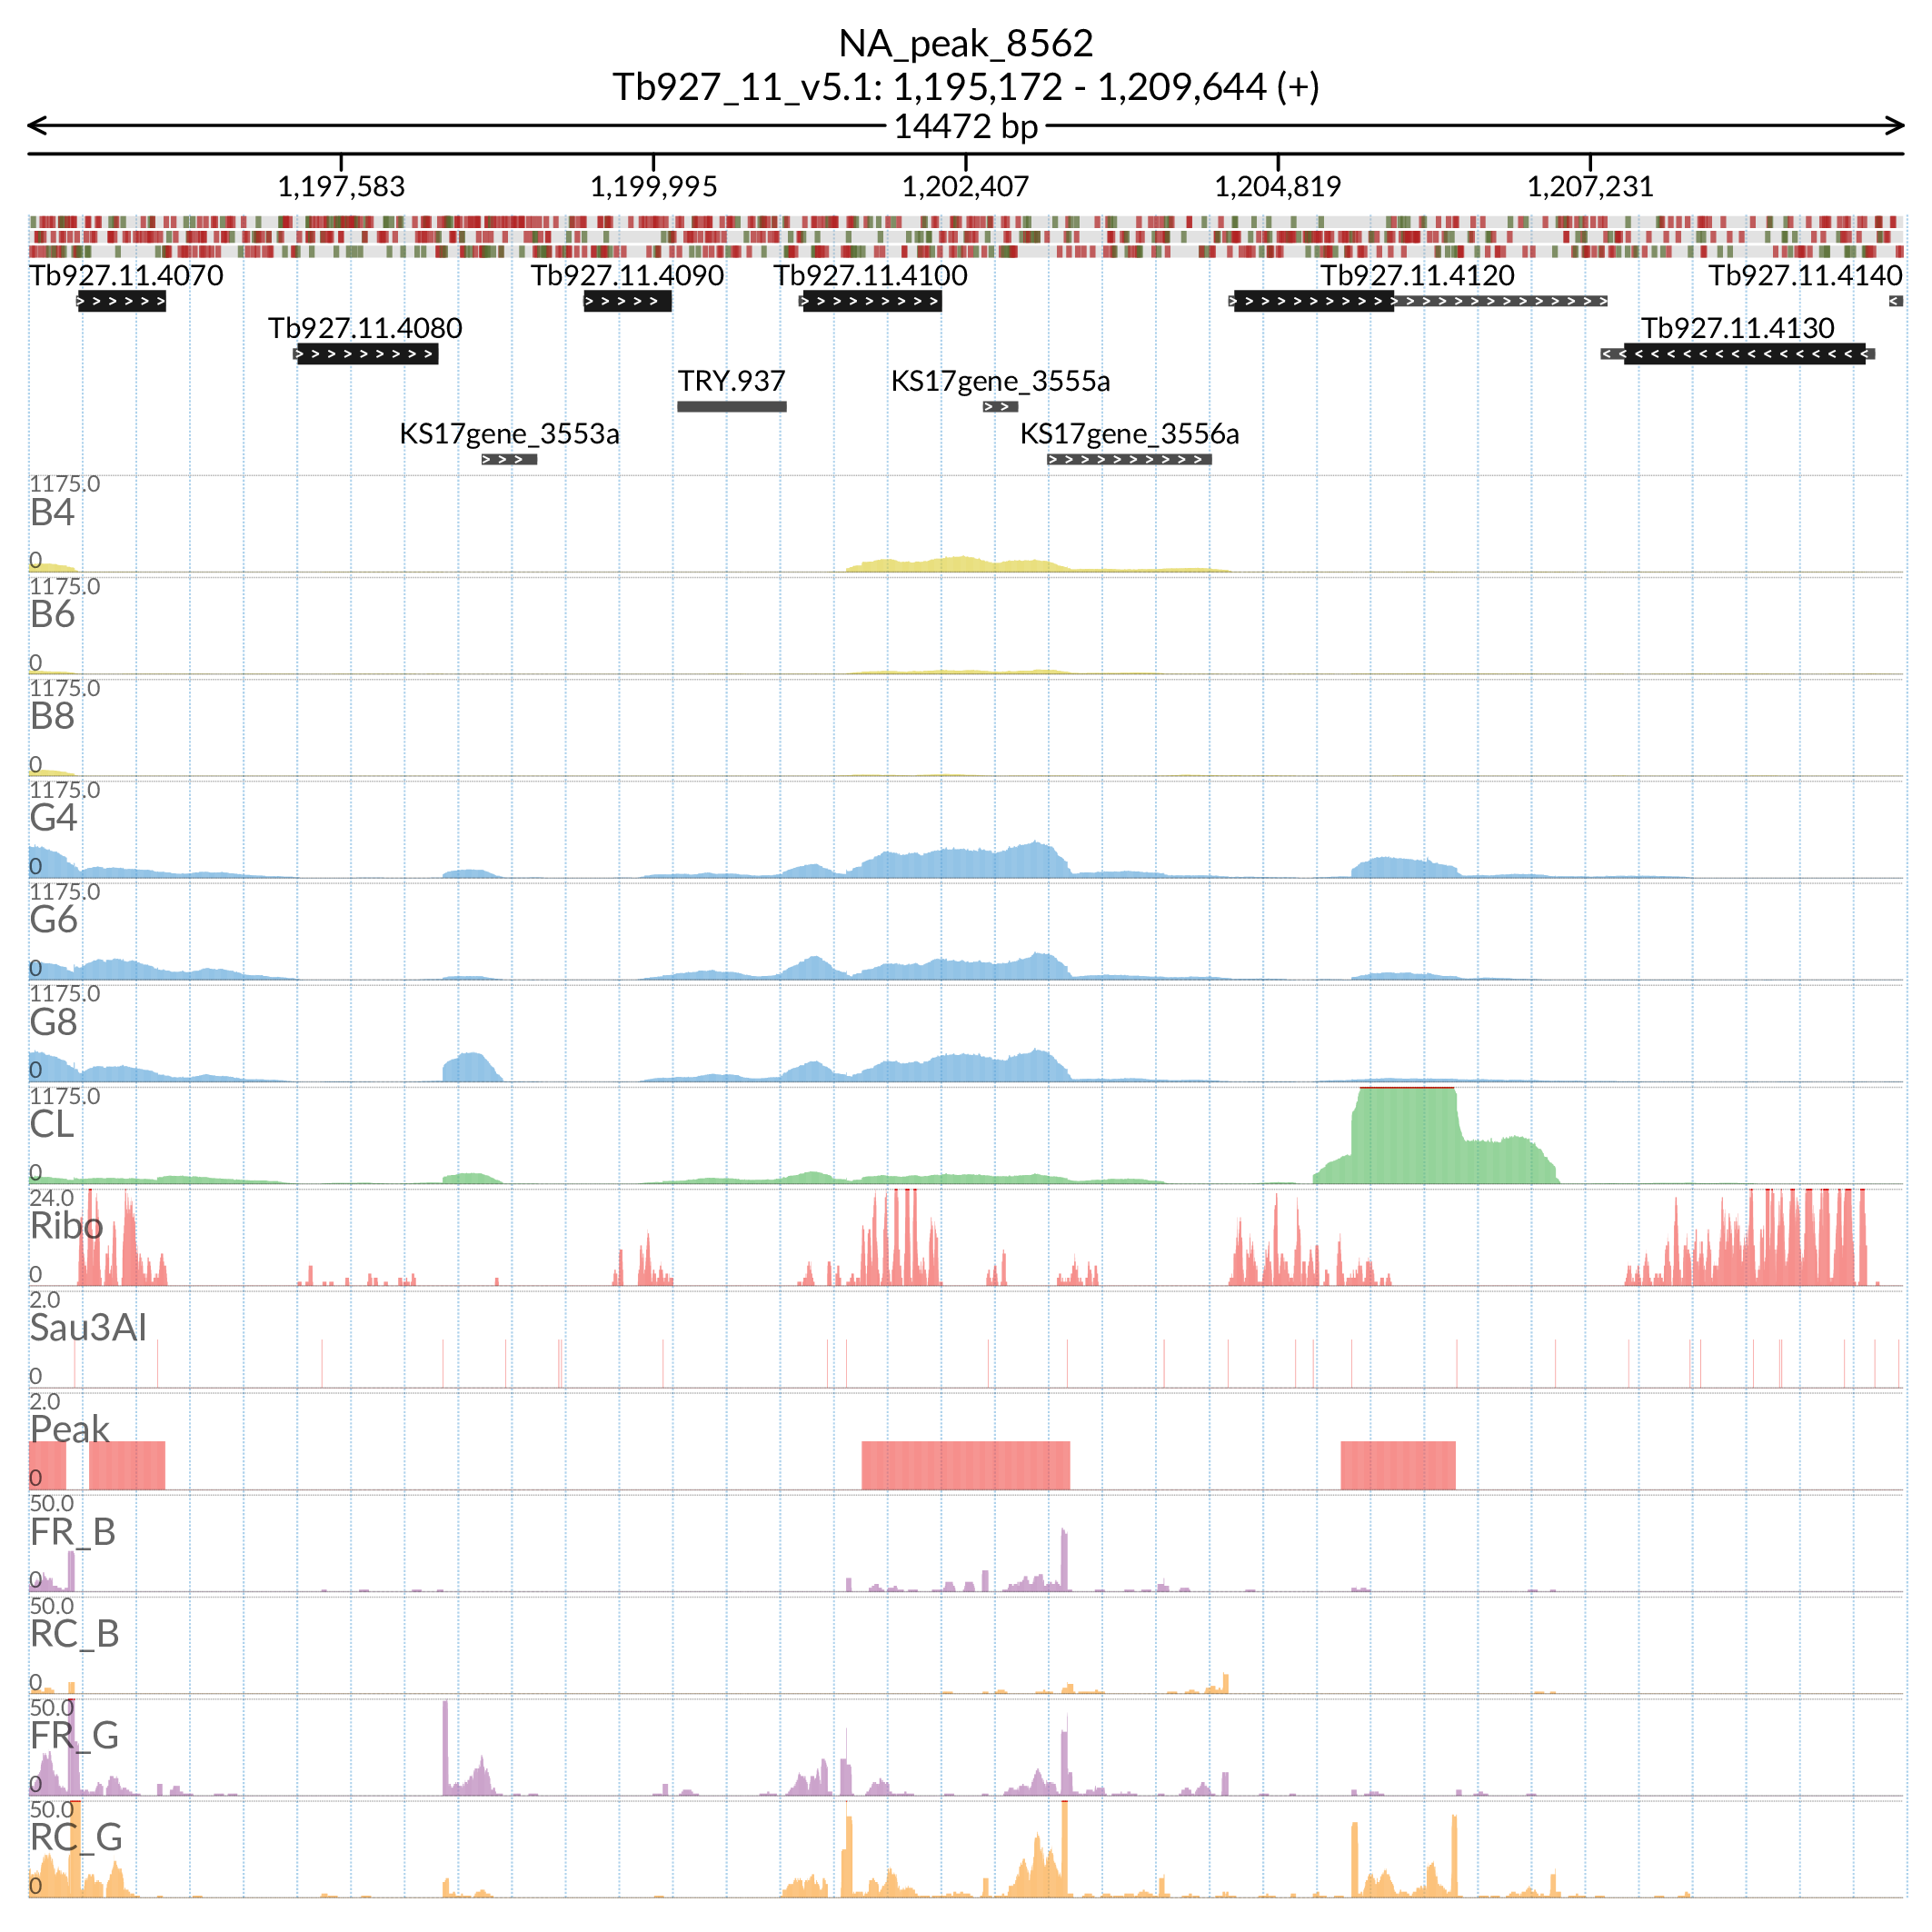 NA_peak_8562
Tb927_11_v5.1: 1,195,172 - 1,209,644 (+)
14472 bp
1,197,583 1,199,995 1,202,407 1,204,819 1,207,231
Tb927.11.4070 Tb927.11.4090 Tb927.11.4100 Tb927.11.4120 Tb927.11.4140
Tb927.11.4080 Tb927.11.4130
TRY.937 KS17gene_3555a
KS17gene_3553a KS17gene_3556a
1175.0
B4
0
1175.0
B6
0
1175.0
B8
0
1175.0
G4
0
1175.0
G6
0
1175.0
G8
0
1175.0
CL
0
24.0
Ribo
0
2.0
Sau3AI
0
2.0
Peak
0
50.0
FR_B
0
50.0
RC_B
0
50.0
FR_G
0
50.0
RC_G
0